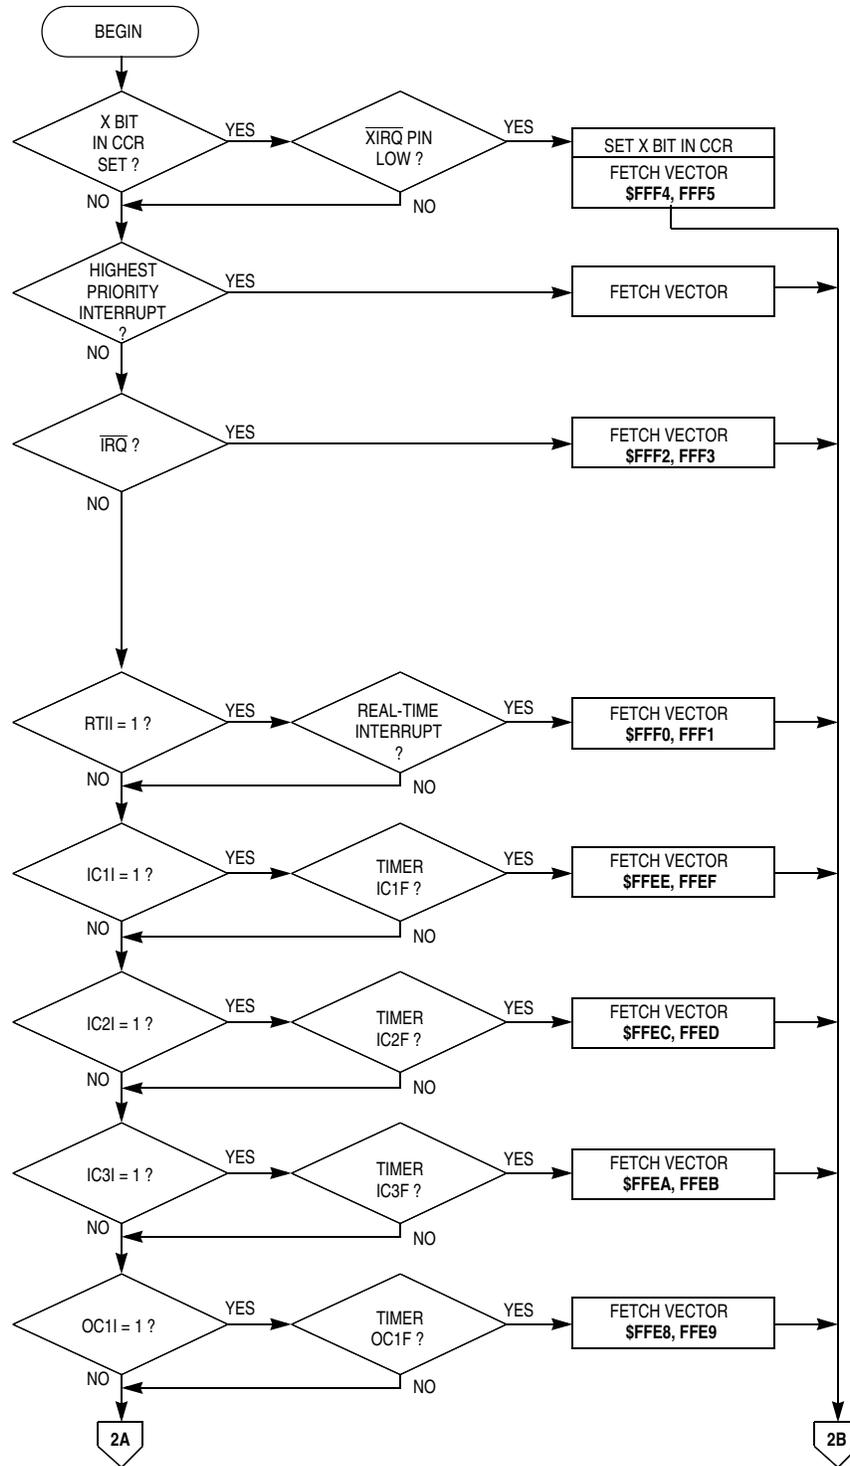 BEGIN
X BIT
IN CCR
SET ?
YES
XIRQ PIN
LOW ?
YES
SET X BIT IN CCR
FETCH VECTOR
$FFF4, FFF5
NO
NO
HIGHEST
PRIORITY
INTERRUPT
?
YES
FETCH VECTOR
NO
IRQ ?
YES
FETCH VECTOR
$FFF2, FFF3
NO
RTII = 1 ?
YES
REAL-TIME
INTERRUPT
?
YES
FETCH VECTOR
$FFF0, FFF1
NO
NO
IC1I = 1 ?
YES
TIMER
IC1F ?
YES
FETCH VECTOR
$FFEE, FFEF
NO
NO
IC2I = 1 ?
YES
TIMER
IC2F ?
YES
FETCH VECTOR
$FFEC, FFED
NO
NO
IC3I = 1 ?
YES
TIMER
IC3F ?
YES
FETCH VECTOR
$FFEA, FFEB
NO
NO
OC1I = 1 ?
YES
TIMER
OC1F ?
YES
FETCH VECTOR
$FFE8, FFE9
NO
NO
2A
2B